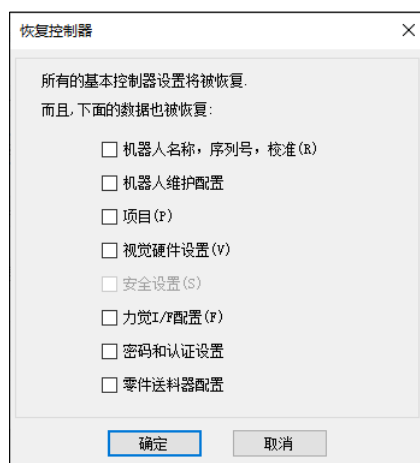 恢复控制器
所有的基本控制器设置将被恢复.
而且,下面的数据也被恢复:
机器人名称，序列号，校准(R)
机器人维护配置
项目(P)
视觉硬件设置(V)
安全设置(S)
力觉I/F配置(F)
密码和认证设置
零件送料器配置
确定
取消